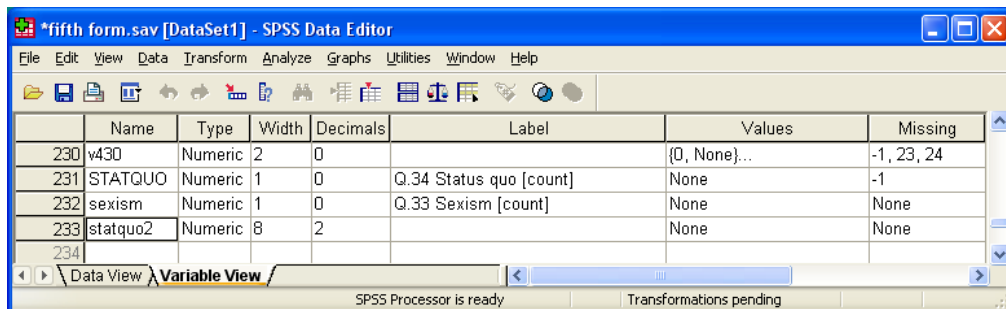 *fifth form.sav [DataSet1] - SPSS Data Editor
File Edit View Data Transform Analyze Graphs Utilities Window Help
Name Type Width Decimals Label Values Missing
230 v430 Numeric 2 0 {0, None}... -1, 23, 24
231 STATQUO Numeric 1 0 Q.34 Status quo [count] None -1
232 sexism Numeric 1 0 Q.33 Sexism [count] None None
233 statquo2 Numeric 8 2 None None
234
Data View Variable View
SPSS Processor is ready Transformations pending